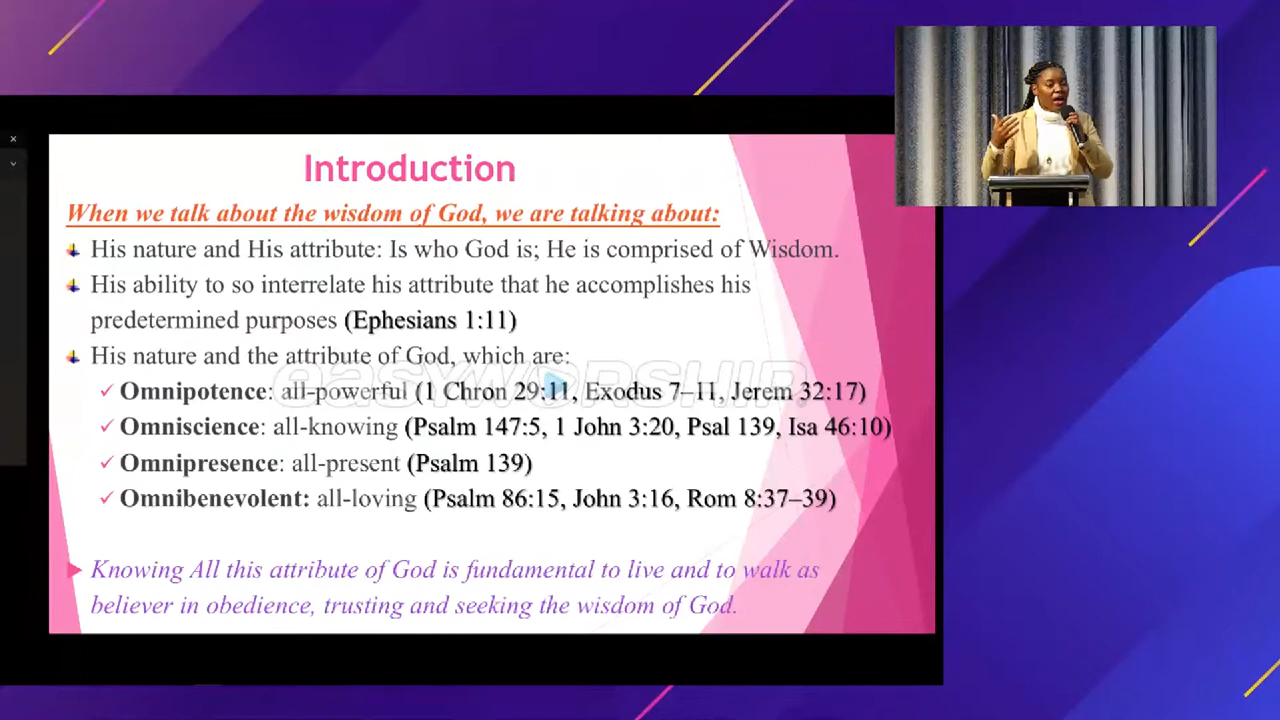 Introduction
When we talk about the wisdom of God, we are talking about:
His nature and His attribute: Is who God is; He is comprised of Wisdom.
His ability to so interrelate his attribute that he accomplishes his
predetermined purposes (Ephesians 1:11)
His nature and the attribute of God, which are:
easyworship
✓ Omnipotence: all-powerful (1 Chron 29:11, Exodus 7–11, Jerem 32:17)
✓ Omniscience: all-knowing (Psalm 147:5, 1 John 3:20, Psal 139, Isa 46:10)
✓ Omnipresence: all-present (Psalm 139)
✓ Omnibenevolent: all-loving (Psalm 86:15, John 3:16, Rom 8:37–39)
Knowing All this attribute of God is fundamental to live and to walk as
believer in obedience, trusting and seeking the wisdom of God.